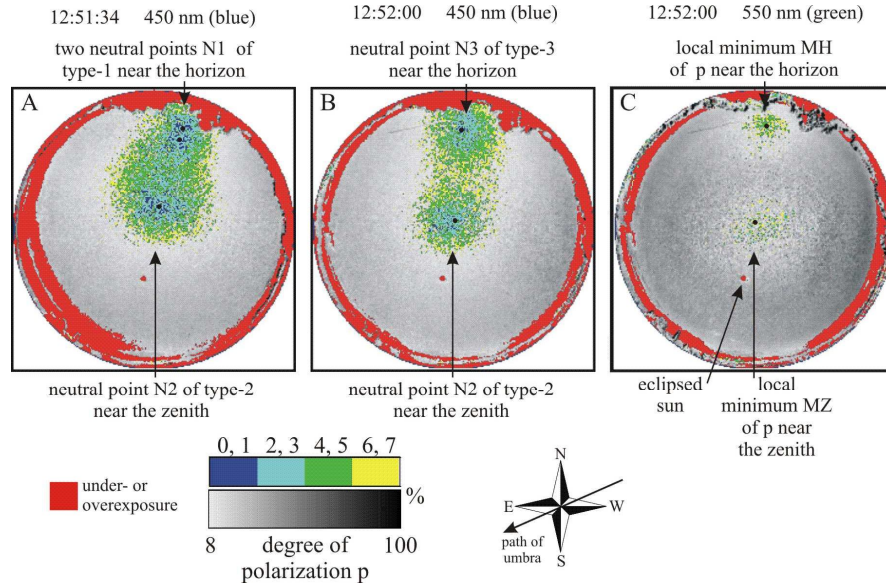 12:51:34 450 nm (blue)
12:52:00 450 nm (blue)
12:52:00 550 nm (green)
two neutral points N1 of
type-1 near the horizon
neutral point N3 of type-3
near the horizon
local minimum MH
of p near the horizon
A
B
C
neutral point N2 of type-2
near the zenith
neutral point N2 of type-2
near the zenith
eclipsed
sun
local
minimum MZ
of p near
the zenith
0, 1 2, 3 4, 5 6, 7
under- or
overexposure
%
8 degree of 100
polarization p
N
E
W
S
path of
umbra